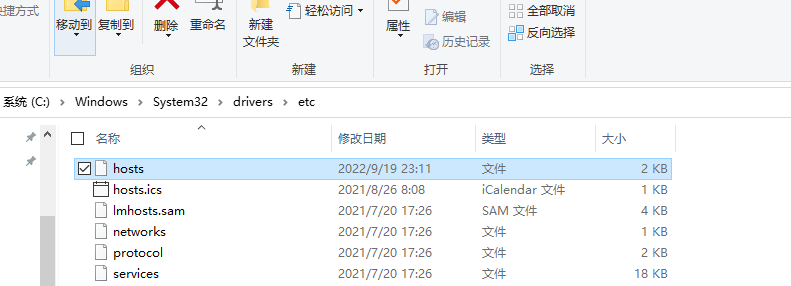 快捷方式
移动到 复制到 删除 重命名
新建
文件夹
轻松访问
属性
编辑
历史记录
全部取消
反向选择
组织 新建 打开 选择
系统 (C:) > Windows > System32 > drivers > etc
名称 修改日期 类型 大小
hosts 2022/9/19 23:11 文件 2 KB
hosts.ics 2021/8/26 8:08 iCalendar 文件 1 KB
lmhosts.sam 2021/7/20 17:26 SAM 文件 4 KB
networks 2021/7/20 17:26 文件 1 KB
protocol 2021/7/20 17:26 文件 2 KB
services 2021/7/20 17:26 文件 18 KB